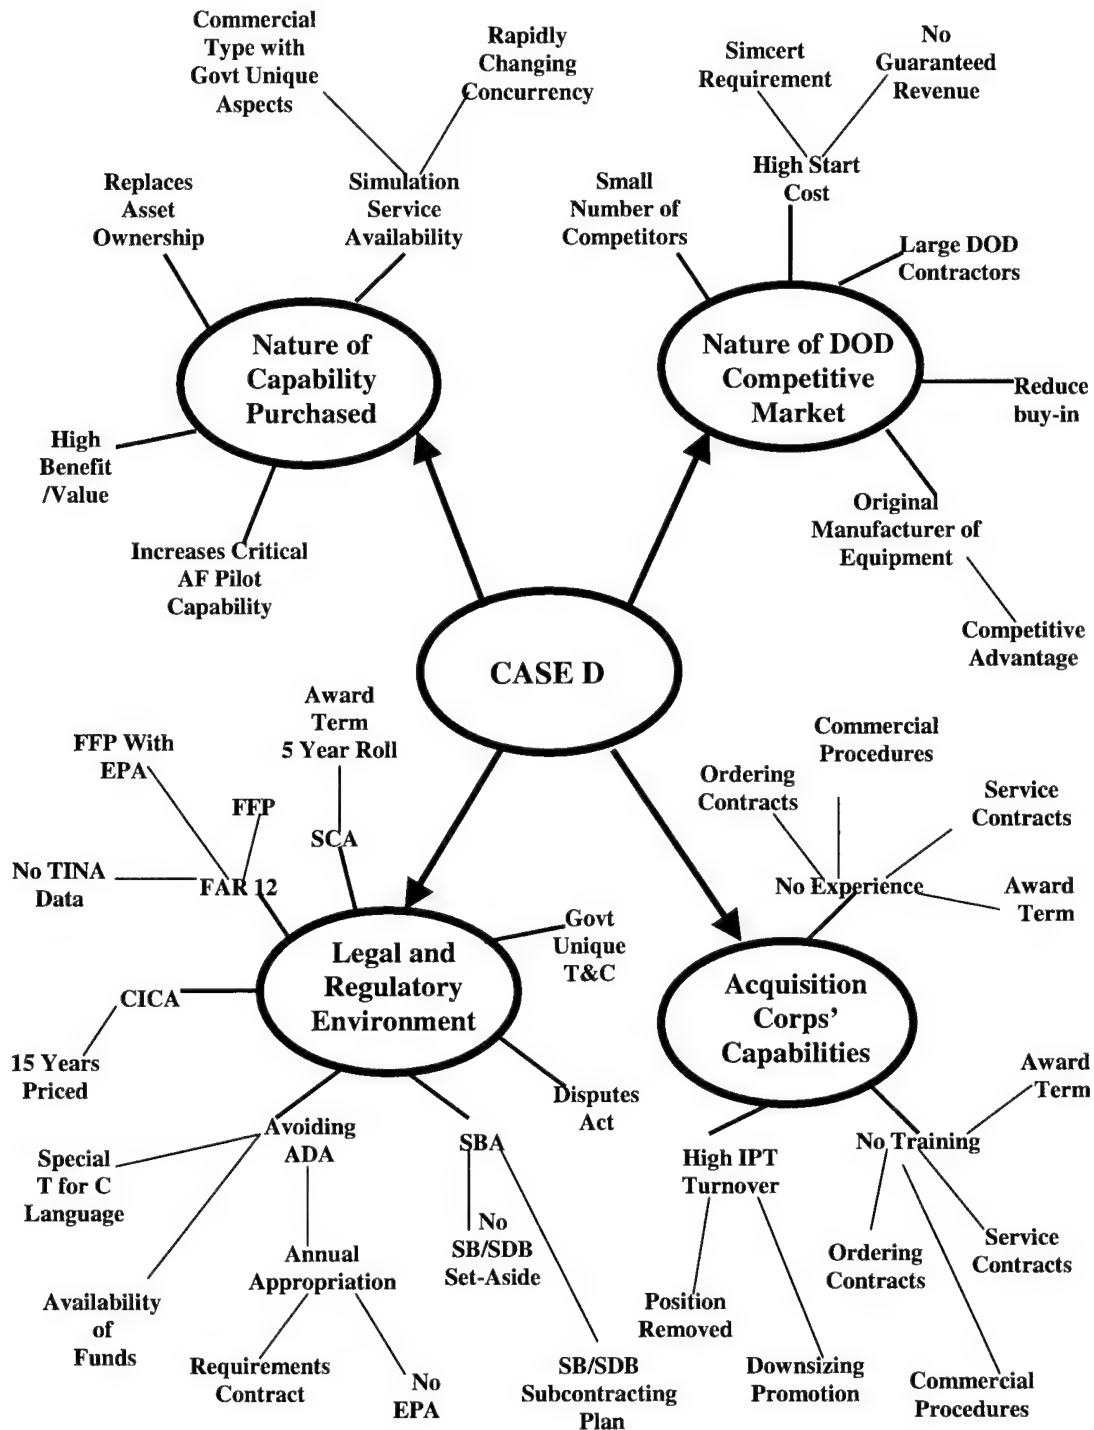 Commercial
Type with
Govt Unique
Aspects
Rapidly
Changing
Concurrency
Simcert
Requirement
No
Guaranteed
Revenue
Replaces
Asset
Ownership
Simulation
Service
Availability
Small
Number of
Competitors
High Start
Cost
Large DOD
Contractors
Nature of
Capability
Purchased
Nature of DOD
Competitive
Market
Reduce
buy-in
High
Benefit
/Value
Increases Critical
AF Pilot
Capability
Original
Manufacturer of
Equipment
Competitive
Advantage
CASE D
Award
Term
5 Year Roll
FFP With
EPA
FFP
SCA
No TINA
Data
FAR 12
Commercial
Procedures
Ordering
Contracts
Service
Contracts
No Experience
Award
Term
Govt
Unique
T&C
Legal and
Regulatory
Environment
CICA
15 Years
Priced
Acquisition
Corps'
Capabilities
Disputes
Act
Avoiding
ADA
SBA
Special
T for C
Language
No
SB/SDB
Set-Aside
Annual
Appropriation
Availability
of
Funds
Requirements
Contract
No
EPA
SB/SDB
Subcontracting
Plan
High IPT
Turnover
No Training
Award
Term
Ordering
Contracts
Service
Contracts
Position
Removed
Downsizing
Promotion
Commercial
Procedures